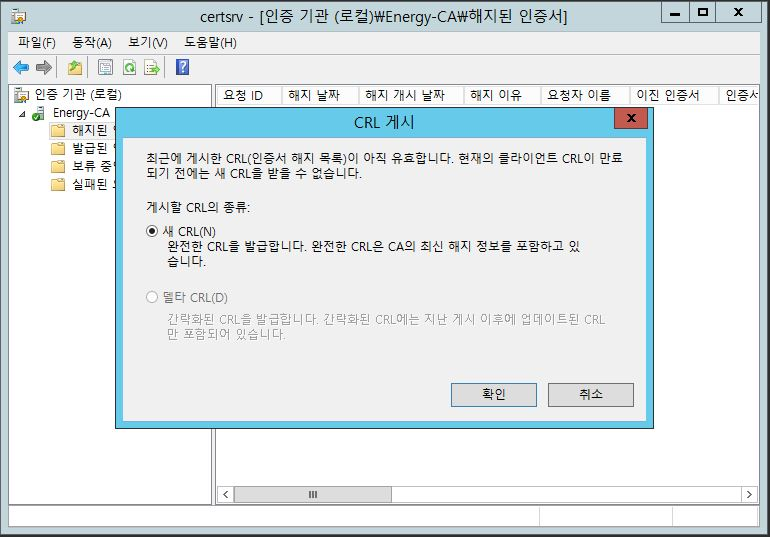 certsrv - [인증 기관 (로컬)₩Energy-CA₩해지된 인증서]
파일(F) 동작(A) 보기(V) 도움말(H)
인증 기관 (로컬)
Energy-CA
해지된
발급된
보류
실패된
요청 ID 해지 날짜 해지 개시 날짜 해지 이유 요청자 이름 이진 인증서 인증서
CRL 게시
최근에 게시한 CRL(인증서 해지 목록)이 아직 유효합니다. 현재의 클라이언트 CRL이 만료
되기 전에는 새 CRL을 받을 수 없습니다.
게시할 CRL의 종류:
새 CRL(N)
완전한 CRL을 발급합니다. 완전한 CRL은 CA의 최신 해지 정보를 포함하고 있
습니다.
델타 CRL(D)
간략화된 CRL을 발급합니다. 간략화된 CRL에는 지난 게시 이후에 업데이트된 CRL
만 포함되어 있습니다.
확인 취소